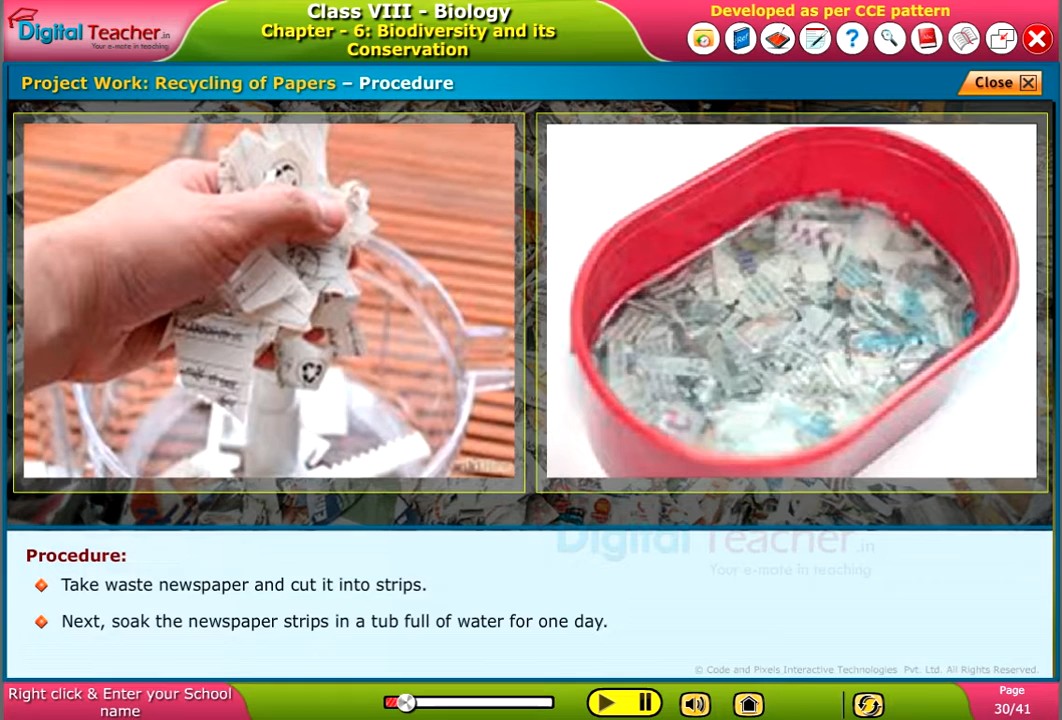 Digital Teacher.in
Your e-mate in teaching
Class VIII - Biology
Chapter - 6: Biodiversity and its
Conservation
Developed as per CCE pattern
Ref
?
Project Work: Recycling of Papers – Procedure
Close
Procedure:
Take waste newspaper and cut it into strips.
Next, soak the newspaper strips in a tub full of water for one day.
Digital Teacher.in
Your e-mate in teaching
© Code and Pixels Interactive Technologies Pvt. Ltd. All Rights Reserved.
Right click & Enter your School
name
Page
30/41